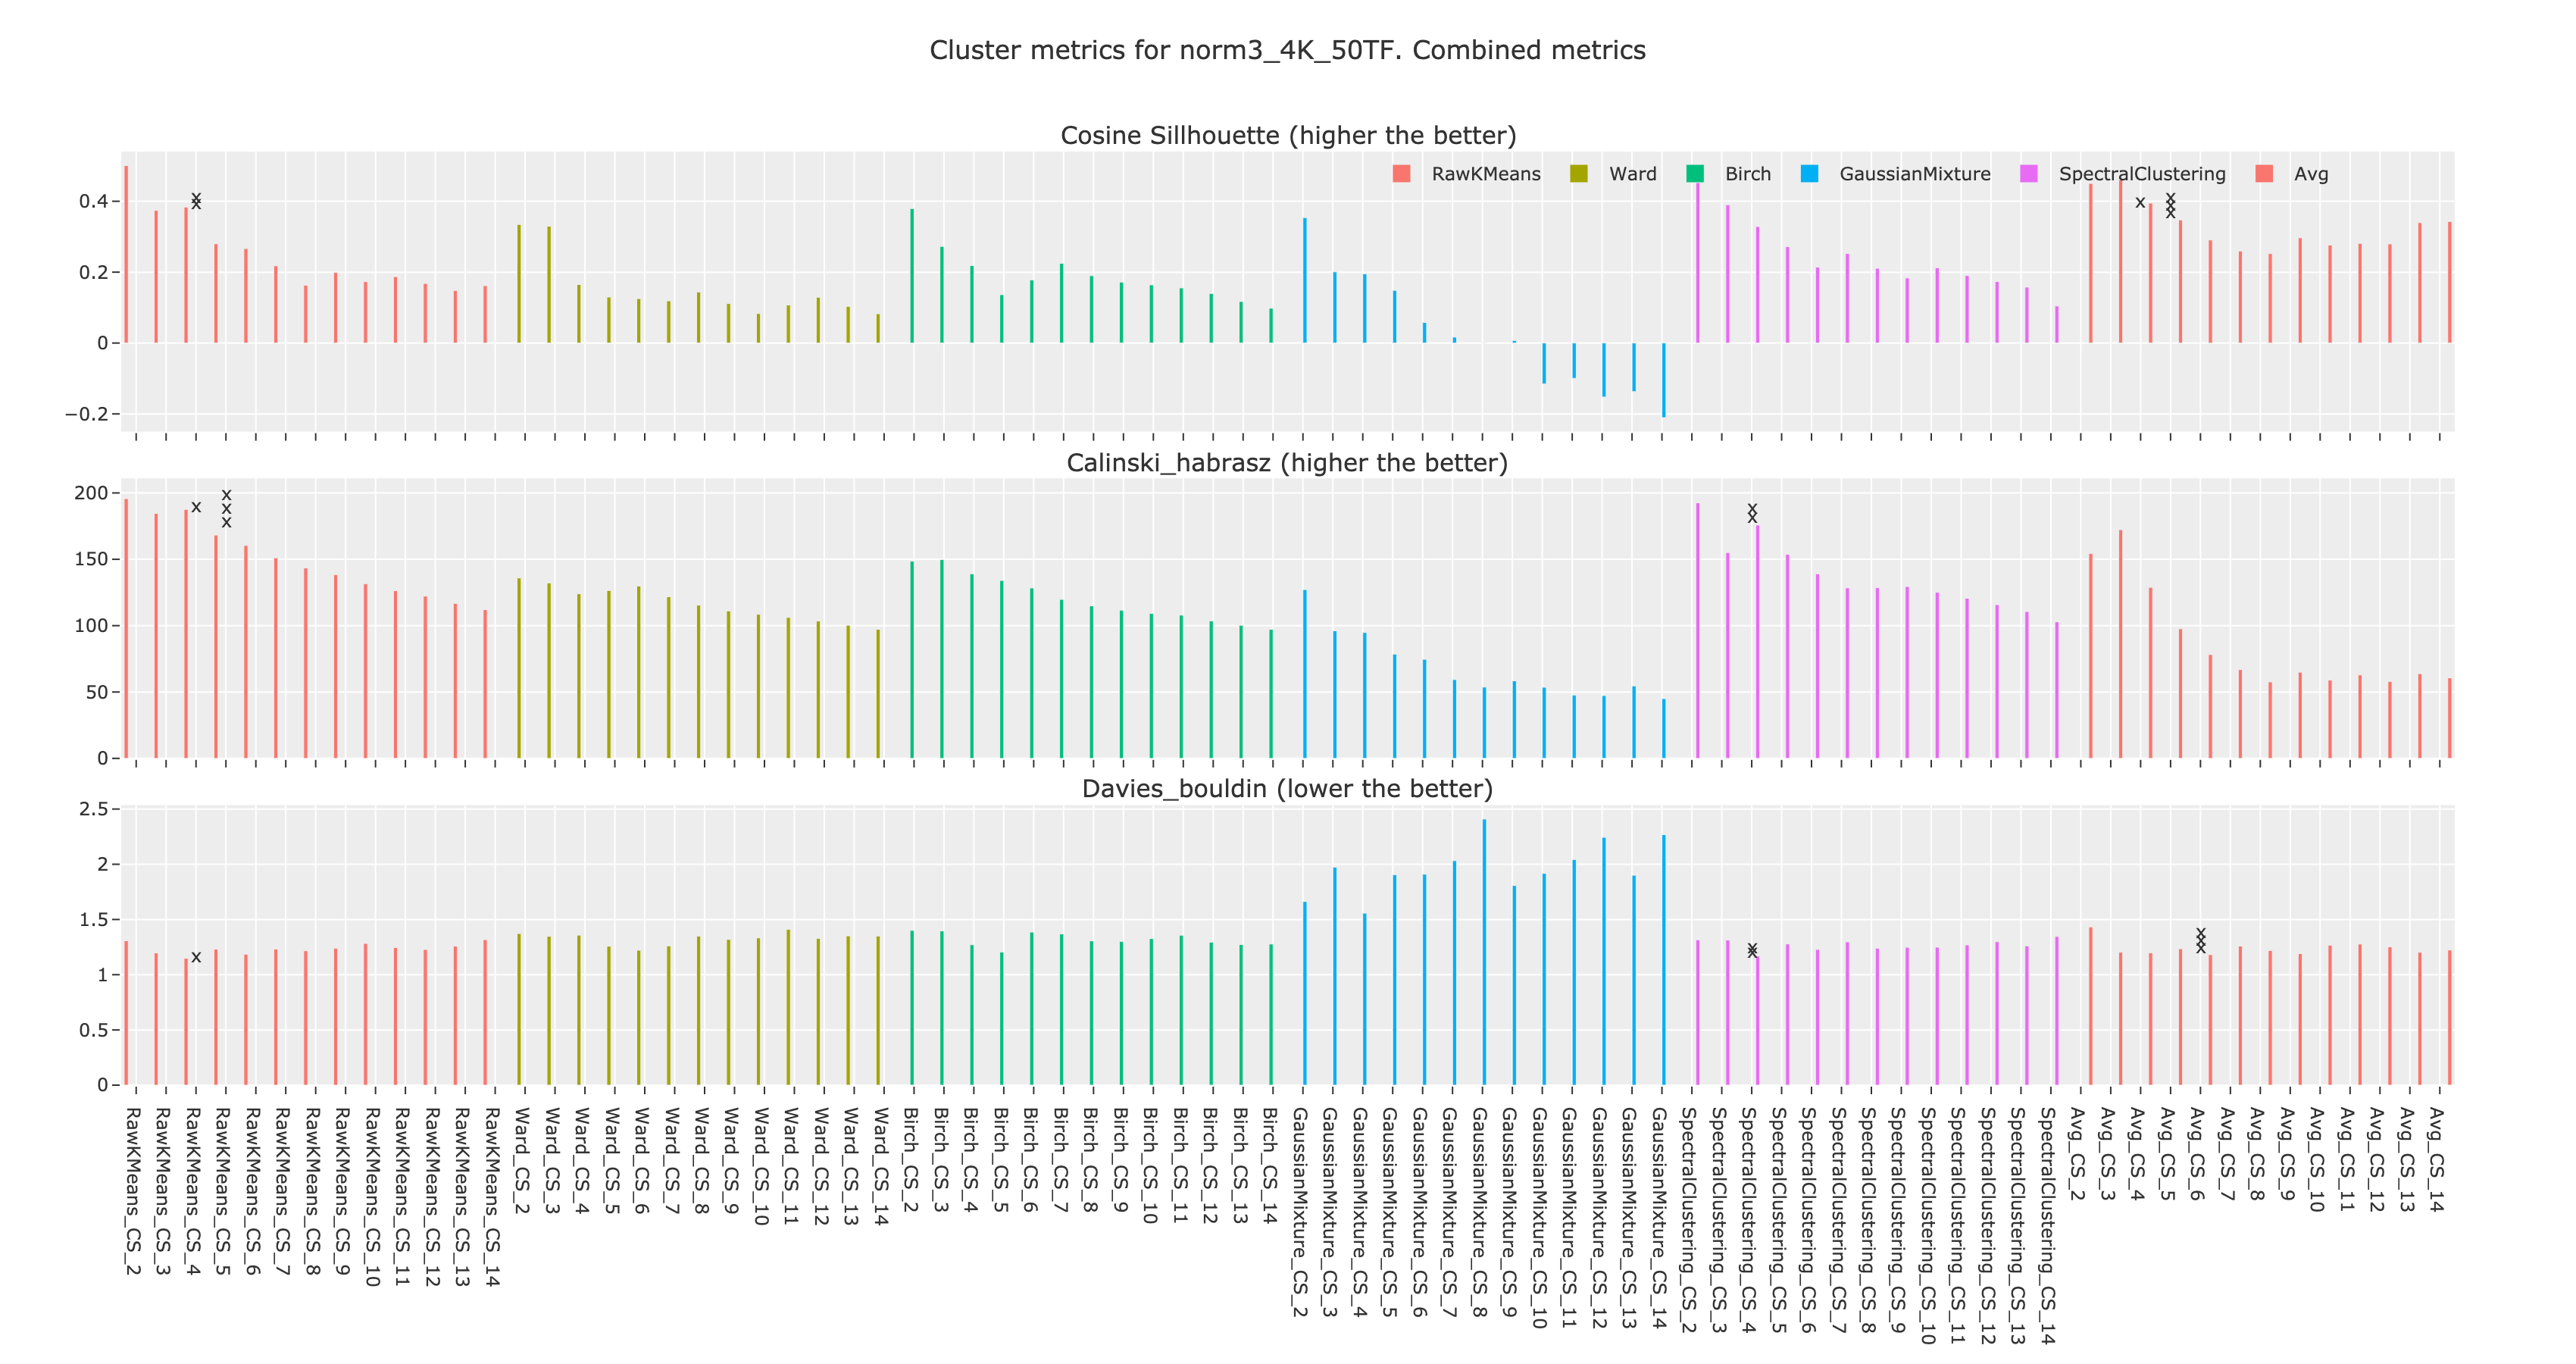 Cluster metrics for norm3_4K_50TF. Combined metrics
Cosine Sillhouette (higher the better)
RawKMeans Ward Birch GaussianMixture SpectralClustering Avg
0.4
0.2
0
−0.2
x
x
x
x
x
x
Calinski_habrasz (higher the better)
200
150
100
50
0
x
x
x
x
x
x
Davies_bouldin (lower the better)
2.5
2
1.5
1
0.5
0
x
x
x
x
x
x
RawKMeans_CS_2
RawKMeans_CS_3
RawKMeans_CS_4
RawKMeans_CS_5
RawKMeans_CS_6
RawKMeans_CS_7
RawKMeans_CS_8
RawKMeans_CS_9
RawKMeans_CS_10
RawKMeans_CS_11
RawKMeans_CS_12
RawKMeans_CS_13
RawKMeans_CS_14
Ward_CS_2
Ward_CS_3
Ward_CS_4
Ward_CS_5
Ward_CS_6
Ward_CS_7
Ward_CS_8
Ward_CS_9
Ward_CS_10
Ward_CS_11
Ward_CS_12
Ward_CS_13
Ward_CS_14
Birch_CS_2
Birch_CS_3
Birch_CS_4
Birch_CS_5
Birch_CS_6
Birch_CS_7
Birch_CS_8
Birch_CS_9
Birch_CS_10
Birch_CS_11
Birch_CS_12
Birch_CS_13
Birch_CS_14
GaussianMixture_CS_2
GaussianMixture_CS_3
GaussianMixture_CS_4
GaussianMixture_CS_5
GaussianMixture_CS_6
GaussianMixture_CS_7
GaussianMixture_CS_8
GaussianMixture_CS_9
GaussianMixture_CS_10
GaussianMixture_CS_11
GaussianMixture_CS_12
GaussianMixture_CS_13
GaussianMixture_CS_14
SpectralClustering_CS_2
SpectralClustering_CS_3
SpectralClustering_CS_4
SpectralClustering_CS_5
SpectralClustering_CS_6
SpectralClustering_CS_7
SpectralClustering_CS_8
SpectralClustering_CS_9
SpectralClustering_CS_10
SpectralClustering_CS_11
SpectralClustering_CS_12
SpectralClustering_CS_13
SpectralClustering_CS_14
Avg_CS_2
Avg_CS_3
Avg_CS_4
Avg_CS_5
Avg_CS_6
Avg_CS_7
Avg_CS_8
Avg_CS_9
Avg_CS_10
Avg_CS_11
Avg_CS_12
Avg_CS_13
Avg_CS_14